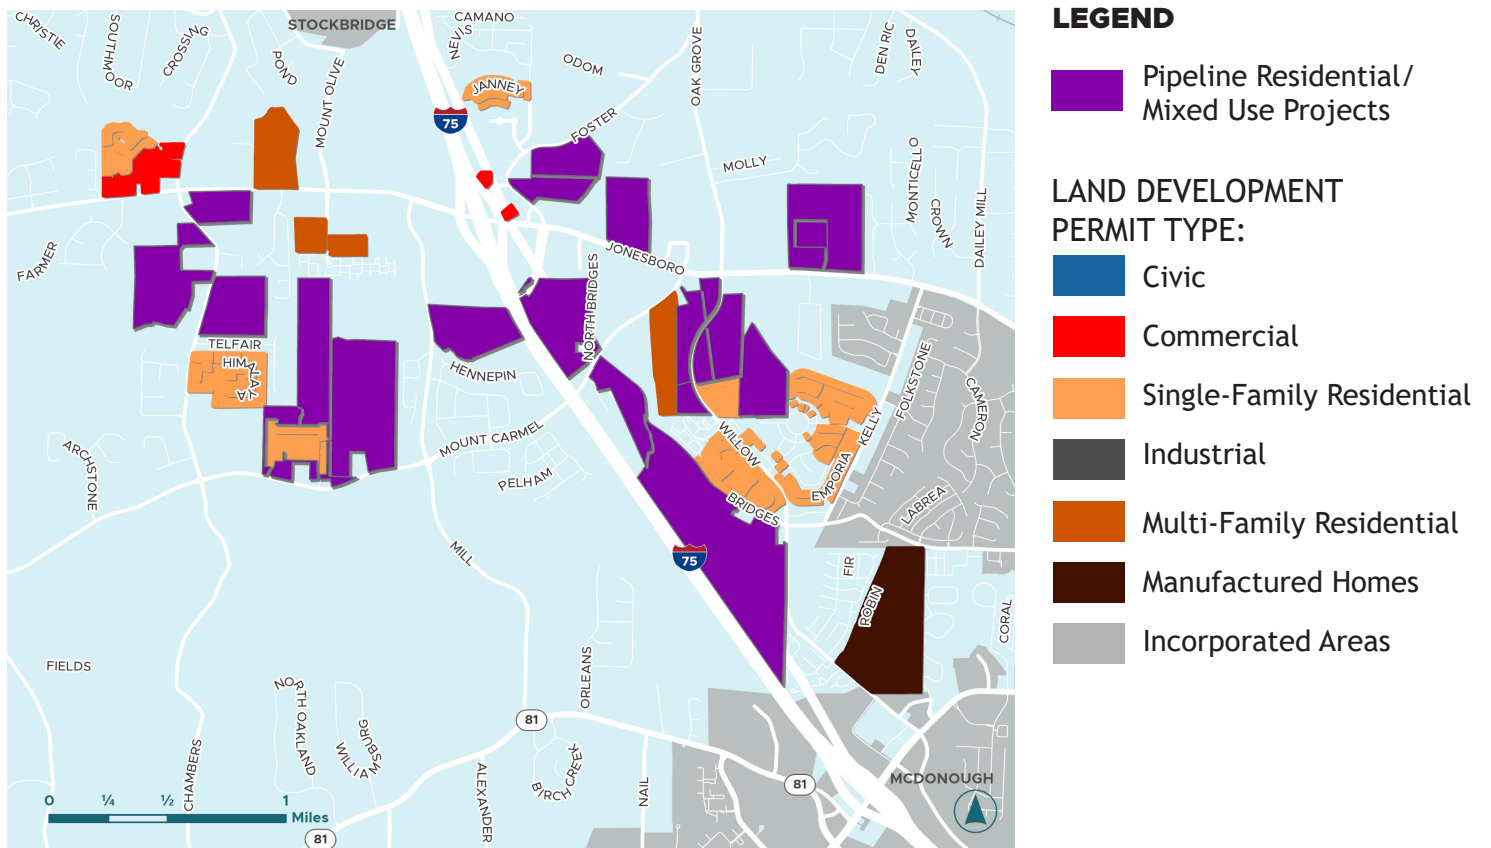 STOCKBRIDGE
CHRISTIE
SOUTHMOOR
CROSSING
POND
MOUNT OLIVE
CAMANO
NEVIS
JANNEY
ODOM
OAK GROVE
DEN RIC
DAILEY
75
FOSTER
MOLLY
MONTICELLO
CROWN
DAILEY MILL
FARMER
JONESBORO
NORTH BRIDGES
TELFAIR
HIMALAYA
HENNEPIN
FOLKSTONE
CAMERON
KELLY
WILLOW
MOUNT CARMEL
ARCHSTONE
PELHAM
EMPORIA
BRIDGES
LABREA
MILL
75
FIR
ROBIN
CORAL
FIELDS
ORLEANS
NORTH OAKLAND
WILLIAMSBURG
81
CHAMBERS
ALEXANDER
BIRCH CREEK
NAIL
81
MCDONOUGH
0 ¼ ½ 1
Miles
81
LEGEND
Pipeline Residential/
Mixed Use Projects
LAND DEVELOPMENT
PERMIT TYPE:
Civic
Commercial
Single-Family Residential
Industrial
Multi-Family Residential
Manufactured Homes
Incorporated Areas